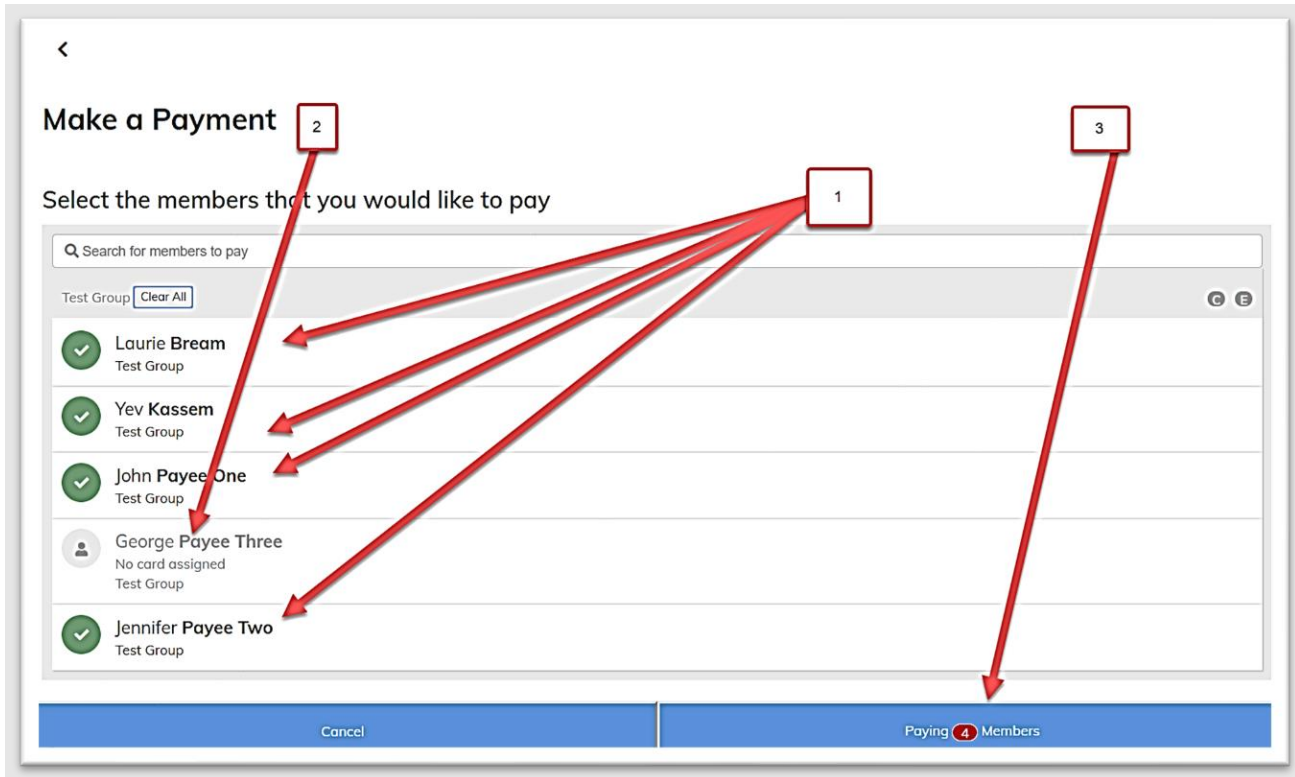 Make a Payment
2
3
Select the members that you would like to pay
1
Search for members to pay
Test Group Clear All
C E
Laurie Bream
Test Group
Yev Kassem
Test Group
John Payee One
Test Group
George Payee Three
No card assigned
Test Group
Jennifer Payee Two
Test Group
Cancel
Paying 4 Members